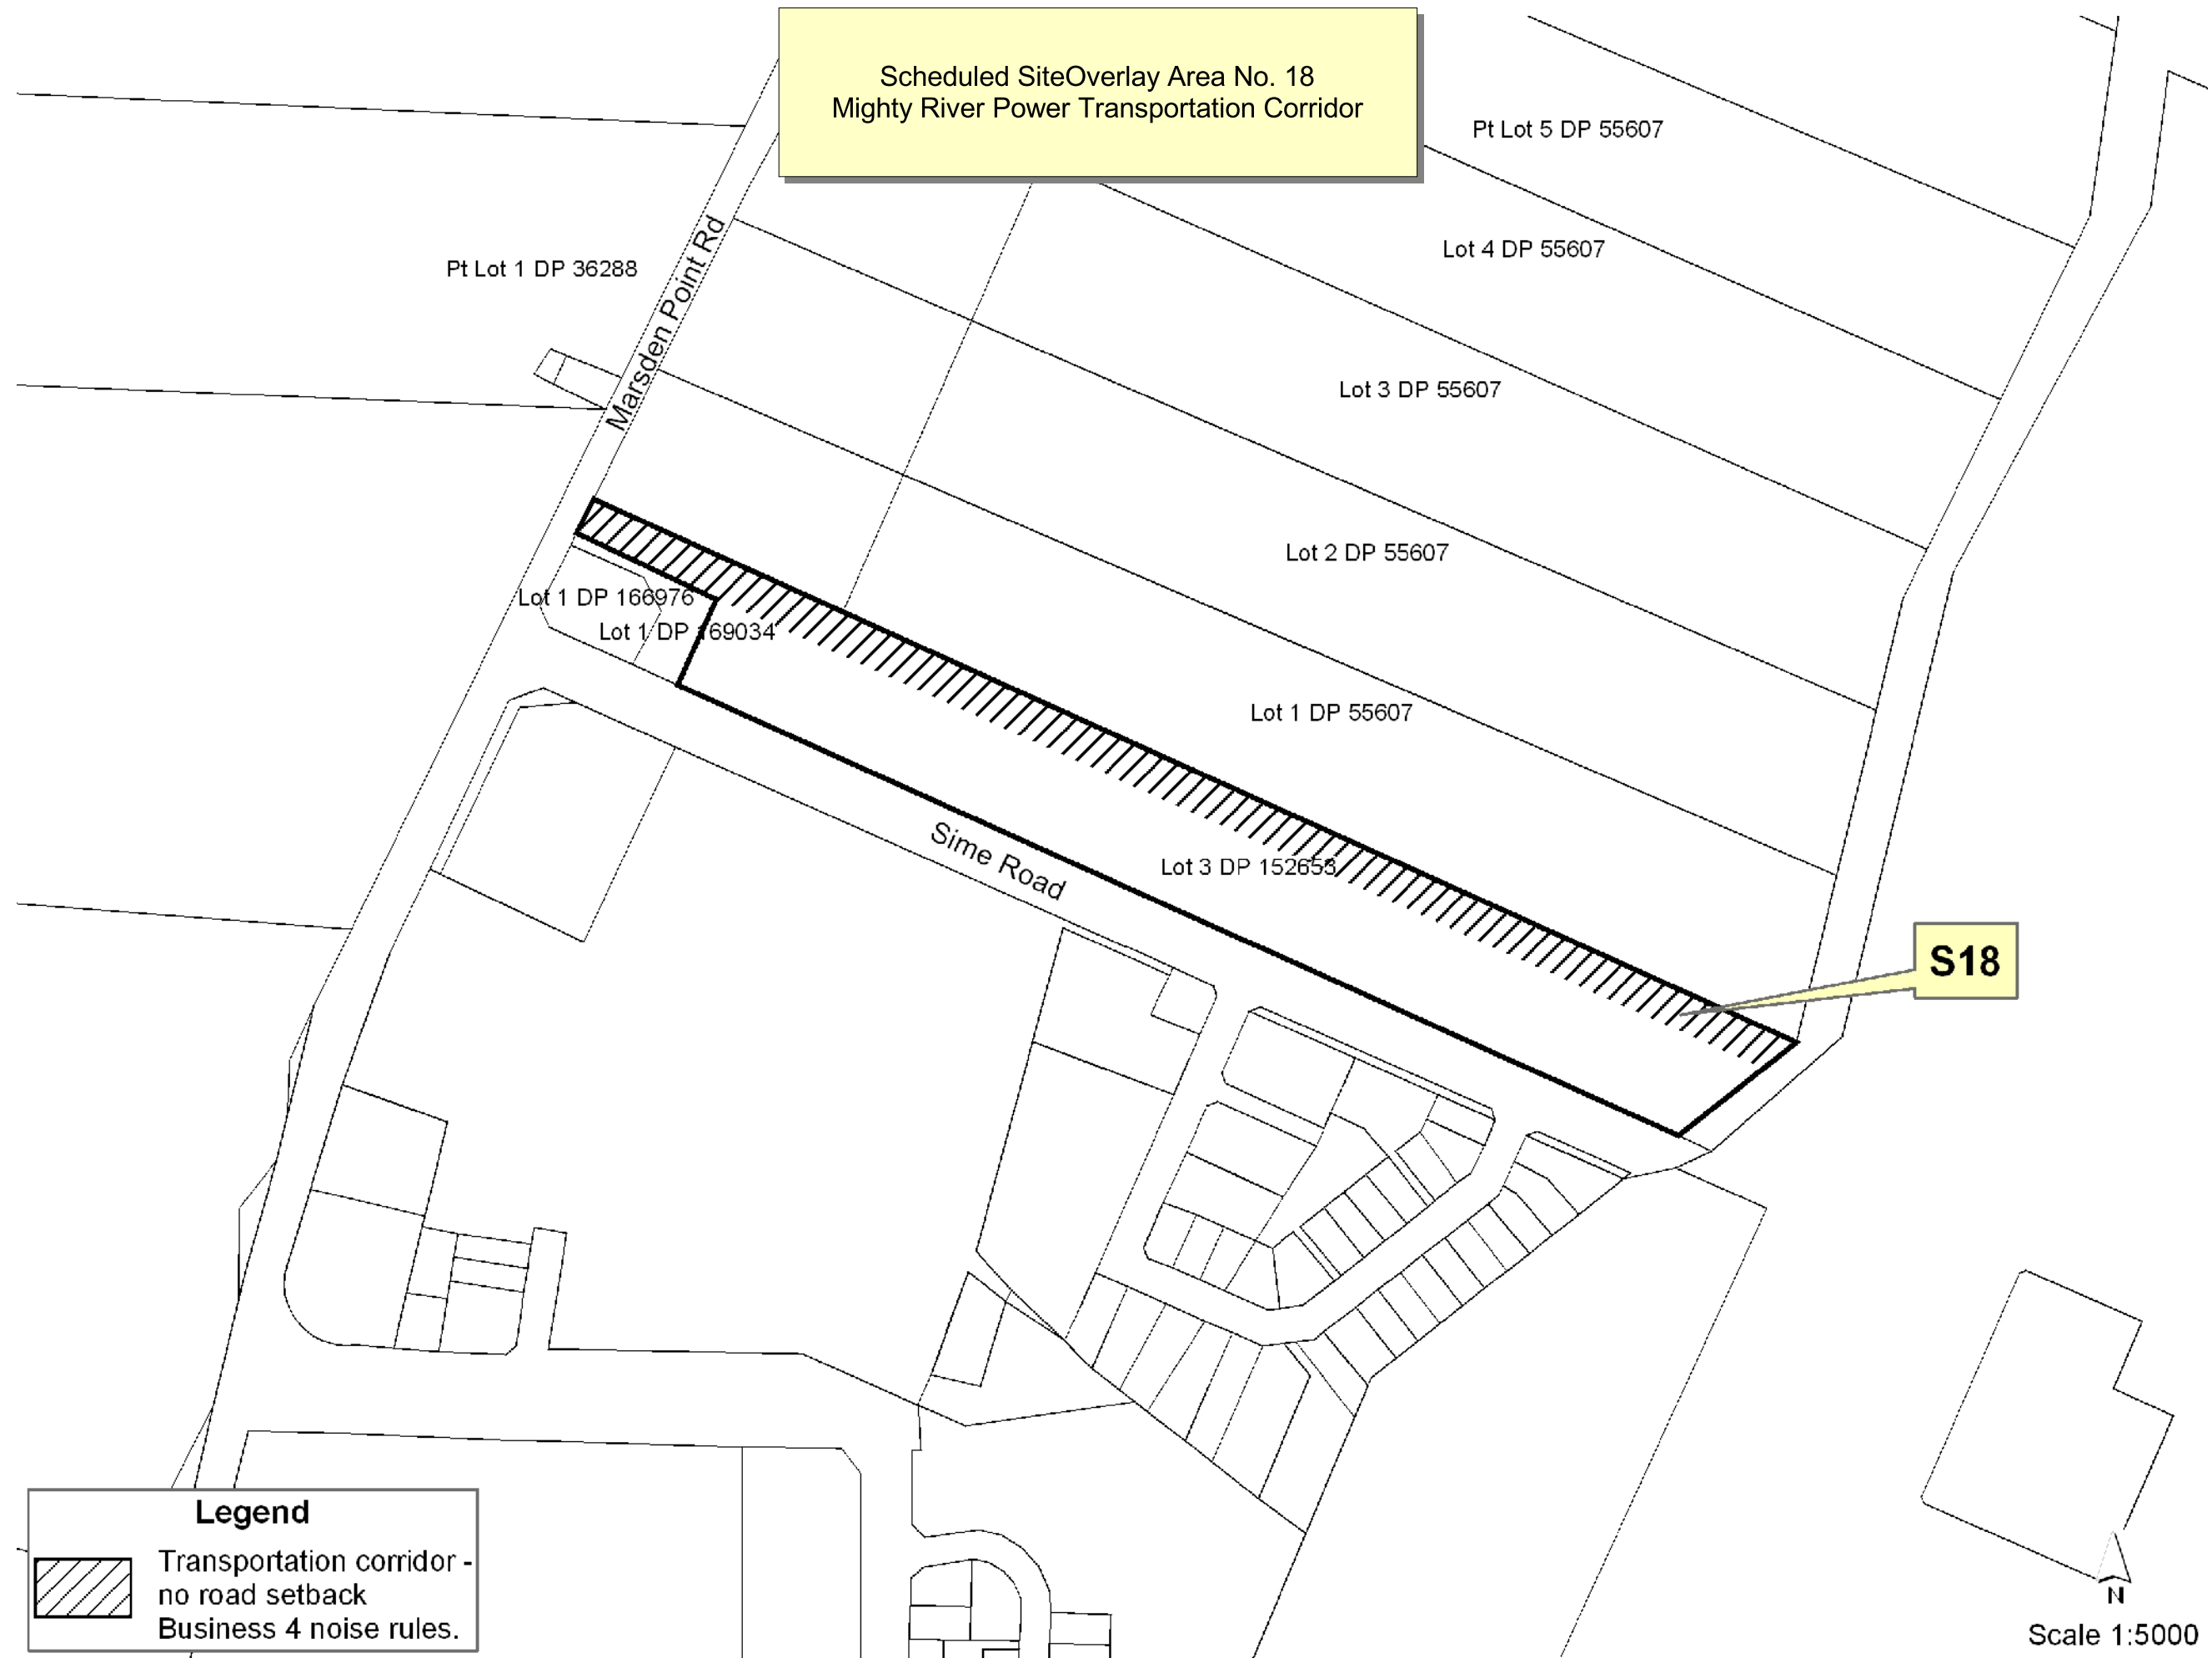 Scheduled SiteOverlay Area No. 18
Mighty River Power Transportation Corridor
Pt Lot 5 DP 55607
Lot 4 DP 55607
Pt Lot 1 DP 36288
Marsden Point Rd
Lot 3 DP 55607
Lot 2 DP 55607
Lot 1 DP 166976
Lot 1 DP 169034
Lot 1 DP 55607
Sime Road
Lot 3 DP 152653
S18
Legend
Transportation corridor -
no road setback
Business 4 noise rules.
N
Scale 1:5000